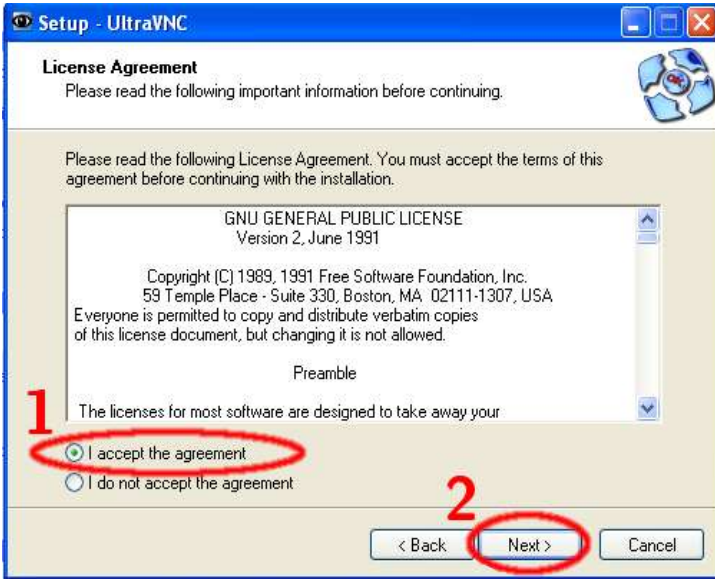 Setup - UltraVNC
License Agreement
Please read the following important information before continuing.
Please read the following License Agreement. You must accept the terms of this
agreement before continuing with the installation.
GNU GENERAL PUBLIC LICENSE
Version 2, June 1991
Copyright (C) 1989, 1991 Free Software Foundation, Inc.
59 Temple Place - Suite 330, Boston, MA  02111-1307, USA
Everyone is permitted to copy and distribute verbatim copies
of this license document, but changing it is not allowed.
Preamble
The licenses for most software are designed to take away your
1
I accept the agreement
I do not accept the agreement
2
< Back
Next >
Cancel